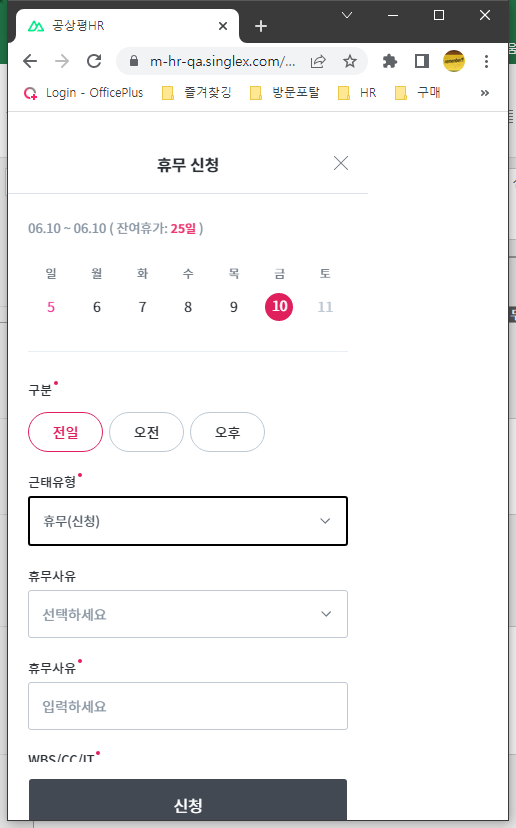 공상평HR
m-hr-qa.singlex.com/...
Login - OfficePlus 즐겨찾깅 방문포탈 HR 구매 »
휴무 신청
06.10 ~ 06.10 ( 잔여휴가: 25일 )
일 월 화 수 목 금 토
5 6 7 8 9 10 11
구분
전일 오전 오후
근태유형
휴무(신청)
휴무사유
선택하세요
휴무사유
입력하세요
WBS/CC/IT
신청